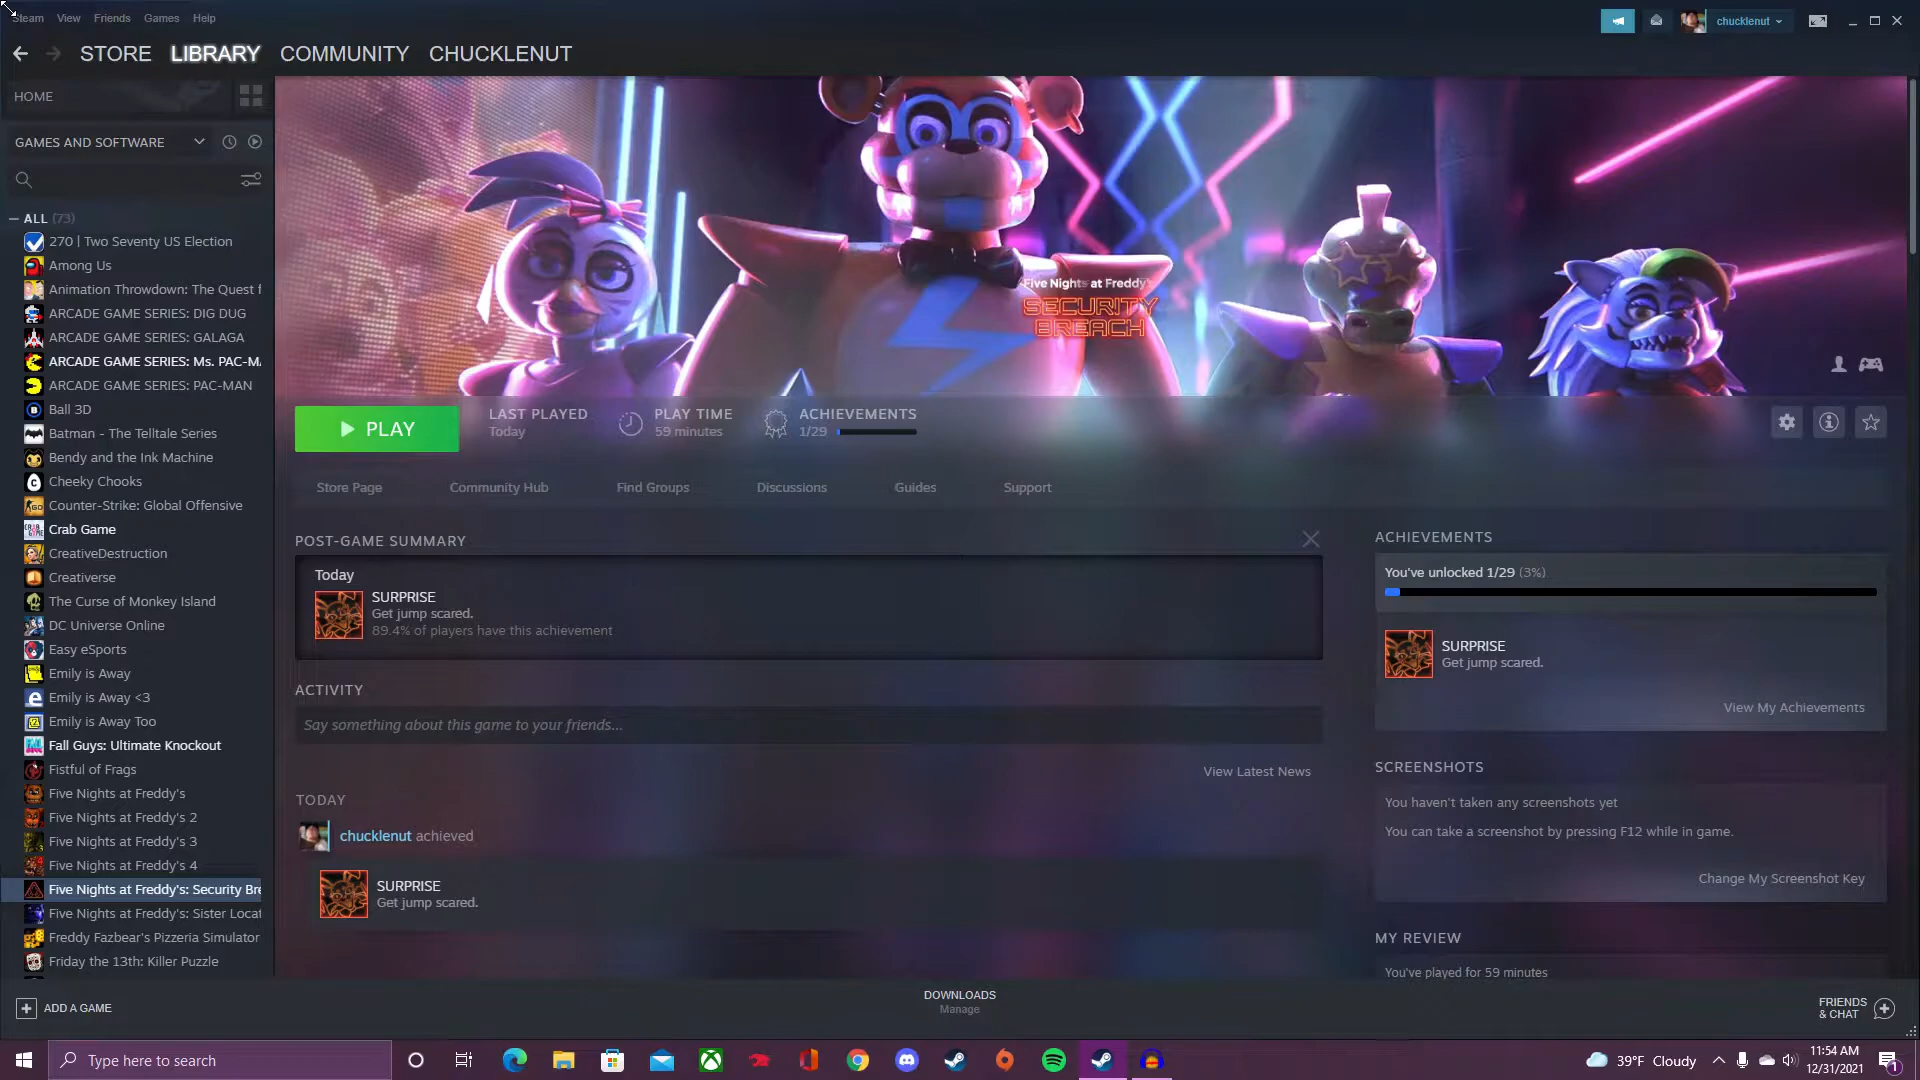 Steam View Friends Games Help
chucklenut
STORE LIBRARY COMMUNITY CHUCKLENUT
HOME
GAMES AND SOFTWARE
ALL (73)
270 | Two Seventy US Election
Among Us
Animation Throwdown: The Quest f
ARCADE GAME SERIES: DIG DUG
ARCADE GAME SERIES: GALAGA
ARCADE GAME SERIES: Ms. PAC-MA
ARCADE GAME SERIES: PAC-MAN
Ball 3D
Batman - The Telltale Series
Bendy and the Ink Machine
Cheeky Chooks
Counter-Strike: Global Offensive
Crab Game
CreativeDestruction
Creativerse
The Curse of Monkey Island
DC Universe Online
Easy eSports
Emily is Away
Emily is Away <3
Emily is Away Too
Fall Guys: Ultimate Knockout
Fistful of Frags
Five Nights at Freddy's
Five Nights at Freddy's 2
Five Nights at Freddy's 3
Five Nights at Freddy's 4
Five Nights at Freddy's: Security Bre
Five Nights at Freddy's: Sister Locat
Freddy Fazbear's Pizzeria Simulator
Friday the 13th: Killer Puzzle
ADD A GAME
Five Nights at Freddy's
SECURITY
BREACH
PLAY
LAST PLAYED
Today
PLAY TIME
59 minutes
ACHIEVEMENTS
1/29
Store Page Community Hub Find Groups Discussions Guides Support
POST-GAME SUMMARY
Today
SURPRISE
Get jump scared.
89.4% of players have this achievement
ACTIVITY
Say something about this game to your friends...
View Latest News
TODAY
chucklenut achieved
SURPRISE
Get jump scared.
ACHIEVEMENTS
You've unlocked 1/29 (3%)
SURPRISE
Get jump scared.
View My Achievements
SCREENSHOTS
You haven't taken any screenshots yet
You can take a screenshot by pressing F12 while in game.
Change My Screenshot Key
MY REVIEW
You've played for 59 minutes
DOWNLOADS
Manage
FRIENDS
& CHAT
Type here to search
39°F Cloudy
11:54 AM
12/31/2021
1